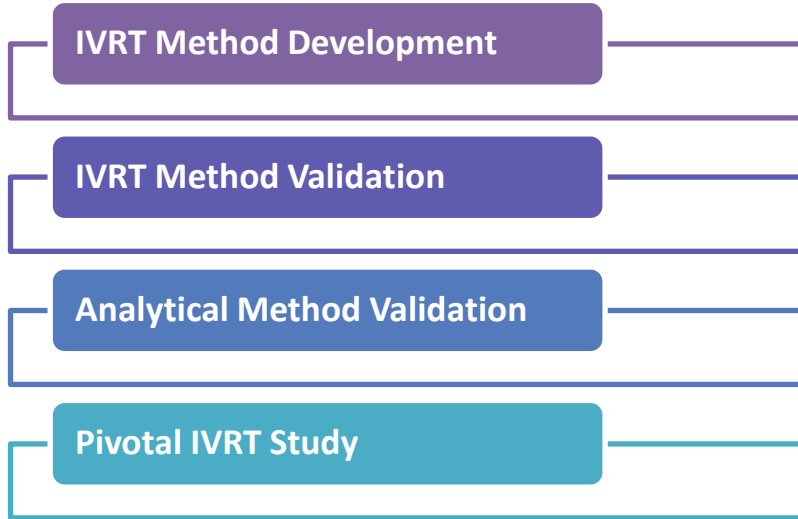 IVRT Method Development
IVRT Method Validation
Analytical Method Validation
Pivotal IVRT Study